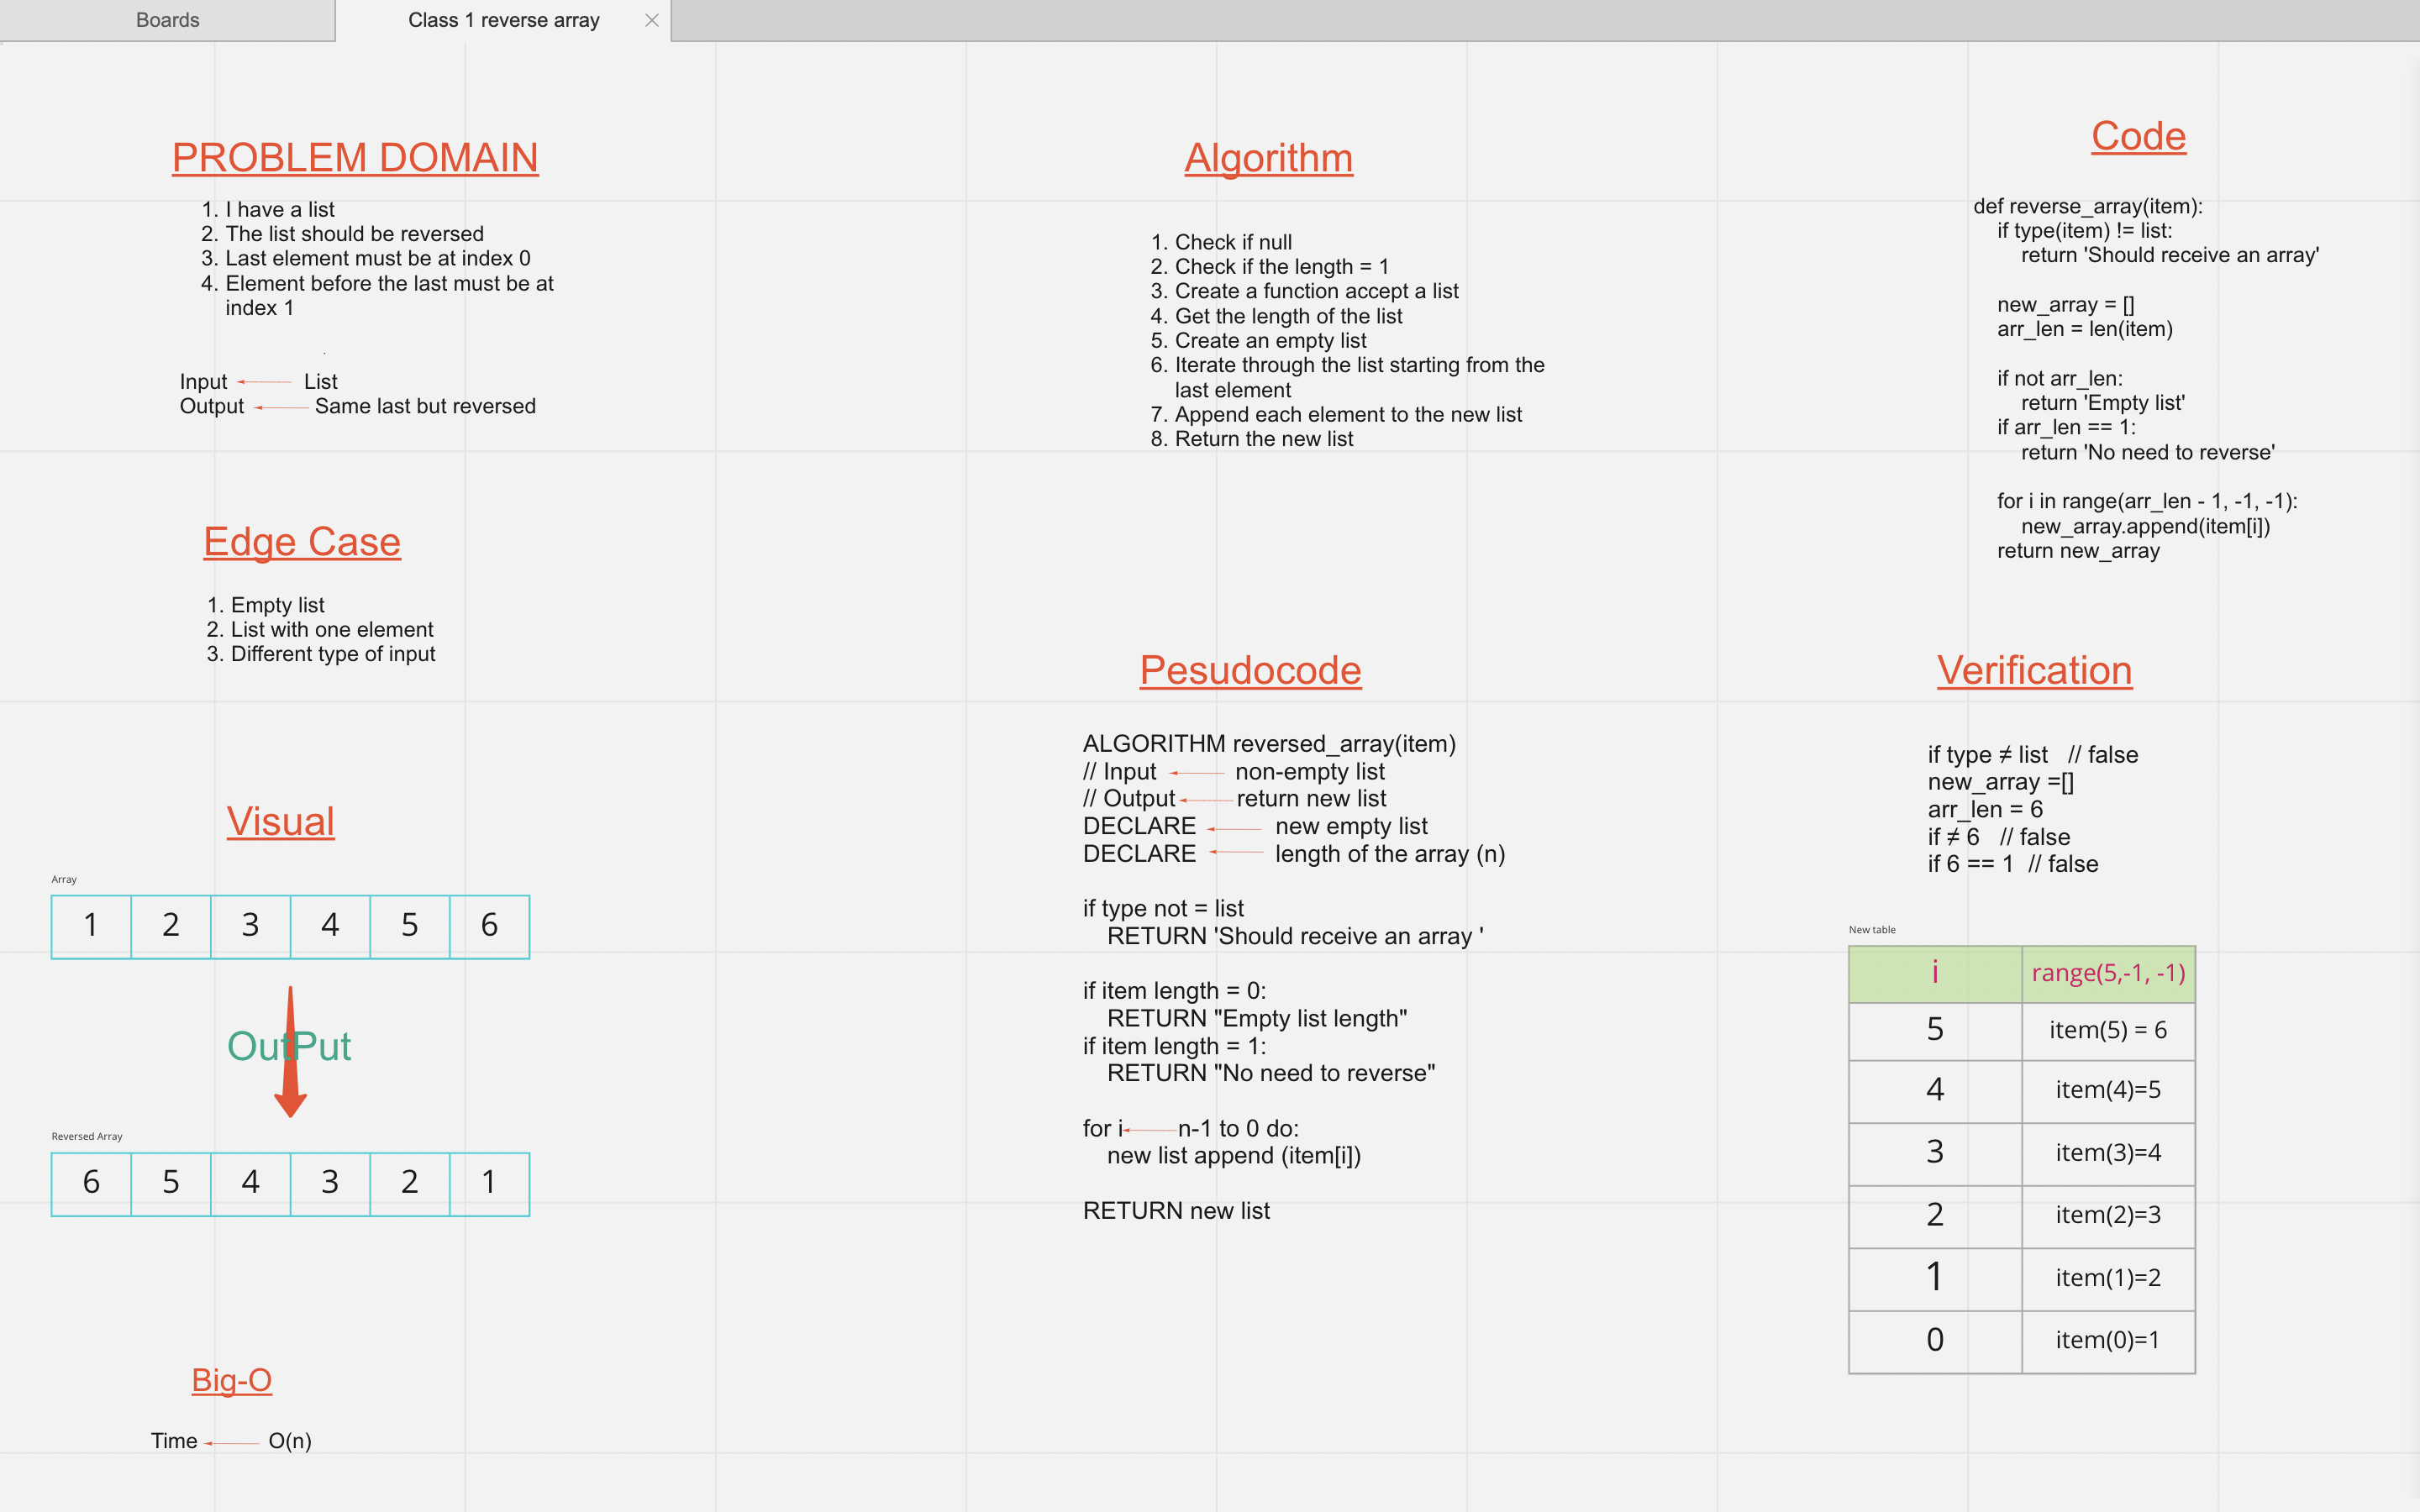 Boards
Class 1 reverse array
PROBLEM DOMAIN
1. I have a list
2. The list should be reversed
3. Last element must be at index 0
4. Element before the last must be at
index 1
Input List
Output Same last but reversed
Edge Case
1. Empty list
2. List with one element
3. Different type of input
Visual
Array
1 2 3 4 5 6
OutPut
Reversed Array
6 5 4 3 2 1
Big-O
Time O(n)
Algorithm
1. Check if null
2. Check if the length = 1
3. Create a function accept a list
4. Get the length of the list
5. Create an empty list
6. Iterate through the list starting from the
last element
7. Append each element to the new list
8. Return the new list
Pesudocode
ALGORITHM reversed_array(item)
// Input non-empty list
// Output return new list
DECLARE new empty list
DECLARE length of the array (n)
if type not = list
RETURN 'Should receive an array '
if item length = 0:
RETURN "Empty list length"
if item length = 1:
RETURN "No need to reverse"
for i n-1 to 0 do:
new list append (item[i])
RETURN new list
Code
def reverse_array(item):
if type(item) != list:
return 'Should receive an array'
new_array = []
arr_len = len(item)
if not arr_len:
return 'Empty list'
if arr_len == 1:
return 'No need to reverse'
for i in range(arr_len - 1, -1, -1):
new_array.append(item[i])
return new_array
Verification
if type ≠ list // false
new_array =[]
arr_len = 6
if ≠ 6 // false
if 6 == 1 // false
New table
i range(5,-1, -1)
5 item(5) = 6
4 item(4)=5
3 item(3)=4
2 item(2)=3
1 item(1)=2
0 item(0)=1